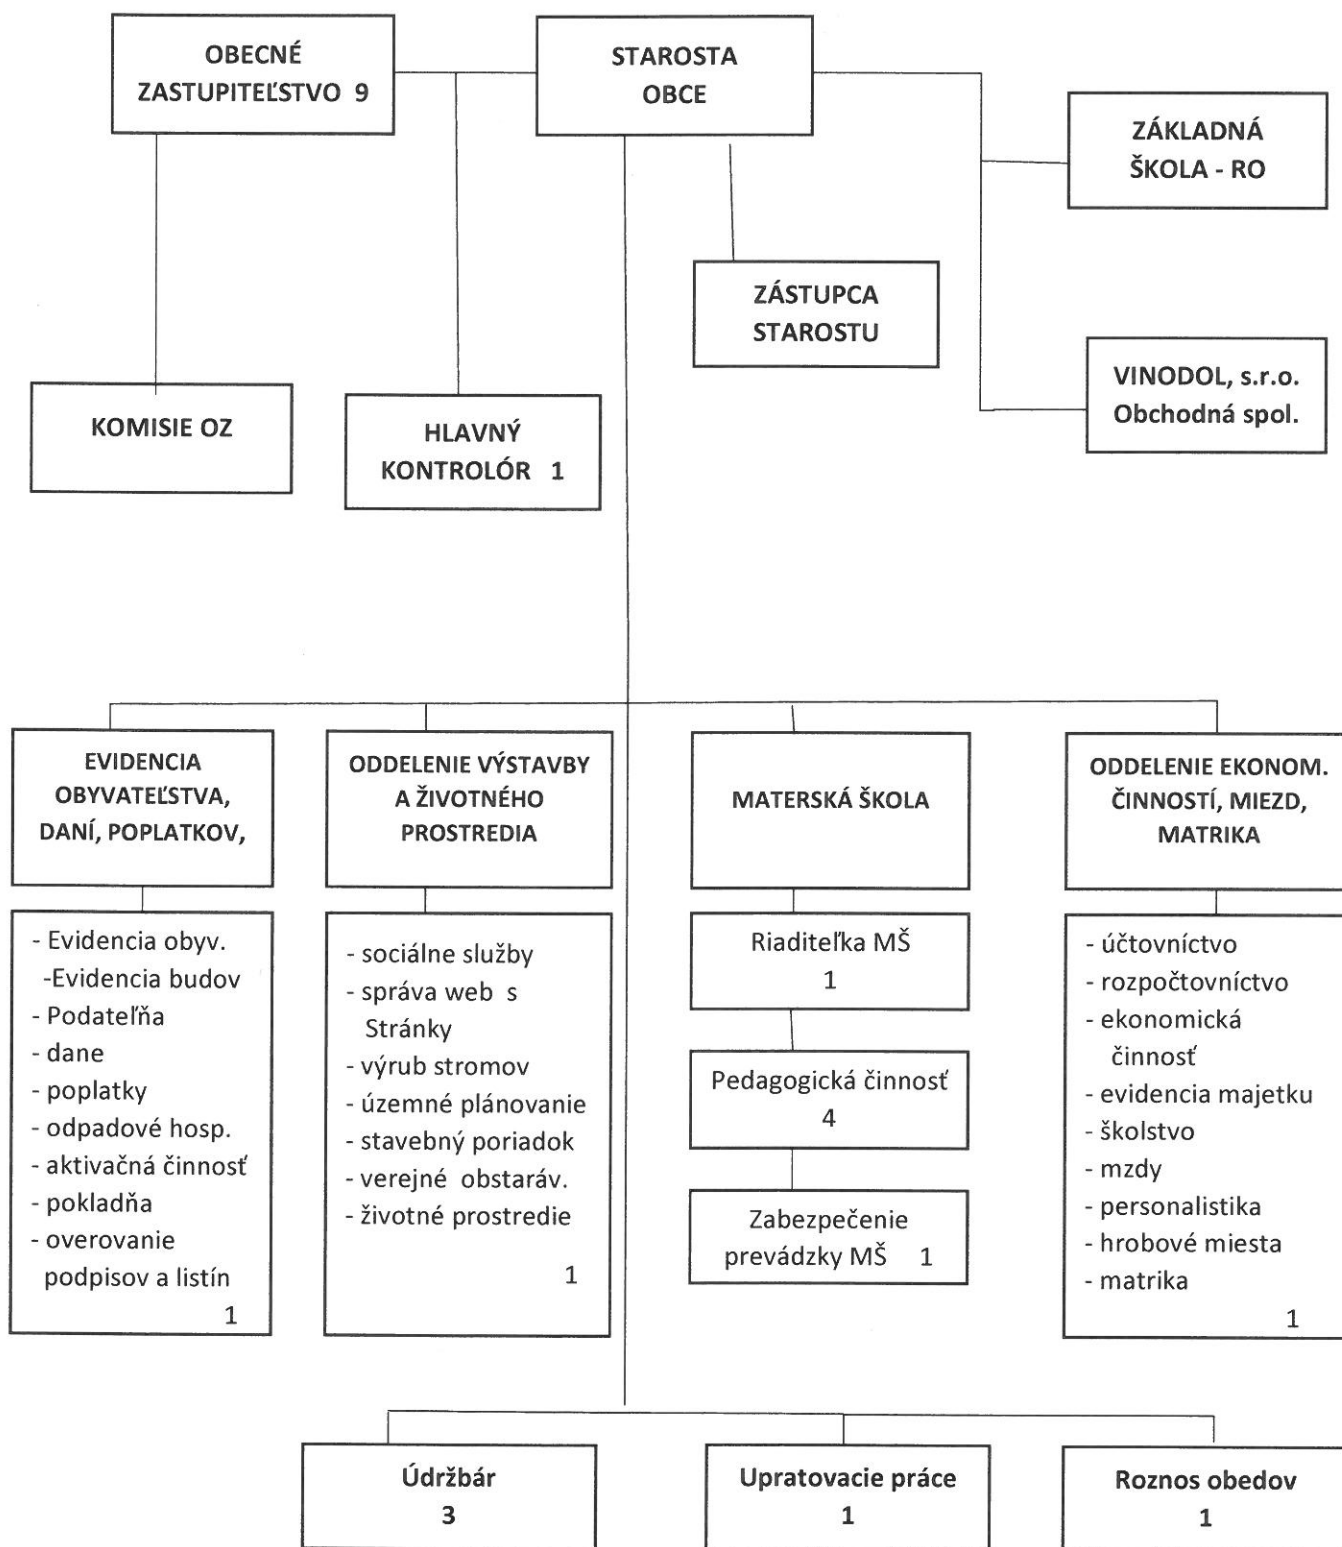 OBECNÉ
ZASTUPITEĽSTVO 9
STAROSTA
OBCE
ZÁKLADNÁ
ŠKOLA - RO
ZÁSTUPCA
STAROSTU
VINODOL, s.r.o.
Obchodná spol.
KOMISIE OZ
HLAVNÝ
KONTROLÓR 1
EVIDENCIA
OBYVATEĽSTVA,
DANÍ, POPLATKOV,
ODDELENIE VÝSTAVBY
A ŽIVOTNÉHO
PROSTREDIA
MATERSKÁ ŠKOLA
ODDELENIE EKONOM.
ČINNOSTÍ, MIEZD,
MATRIKA
- Evidencia obyv.
-Evidencia budov
- Podateľňa
- dane
- poplatky
- odpadové hosp.
- aktivačná činnosť
- pokladňa
- overovanie
podpisov a listín
1
- sociálne služby
- správa web s
Stránky
- výrub stromov
- územné plánovanie
- stavebný poriadok
- verejné obstaráv.
- životné prostredie
1
Riaditeľka MŠ
1
Pedagogická činnosť
4
Zabezpečenie
prevádzky MŠ 1
- účtovníctvo
- rozpočtovníctvo
- ekonomická
činnosť
- evidencia majetku
- školstvo
- mzdy
- personalistika
- hrobové miesta
- matrika
1
Údržbár
3
Upratovacie práce
1
Roznos obedov
1